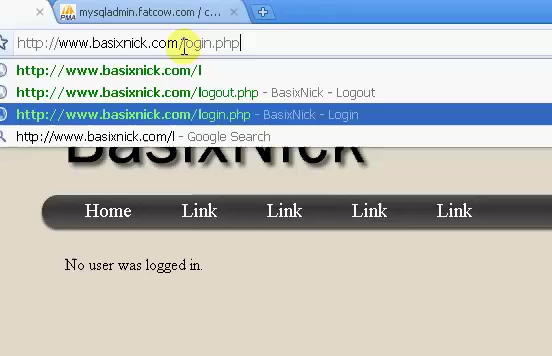 PMA mysqladmin.fatcow.com / c...
http://www.basixnick.com/login.php
http://www.basixnick.com/l
http://www.basixnick.com/logout.php - BasixNick - Logout
http://www.basixnick.com/login.php - BasixNick - Login
http://www.basixnick.com/l - Google Search
BasixNick
Home Link Link Link Link
No user was logged in.